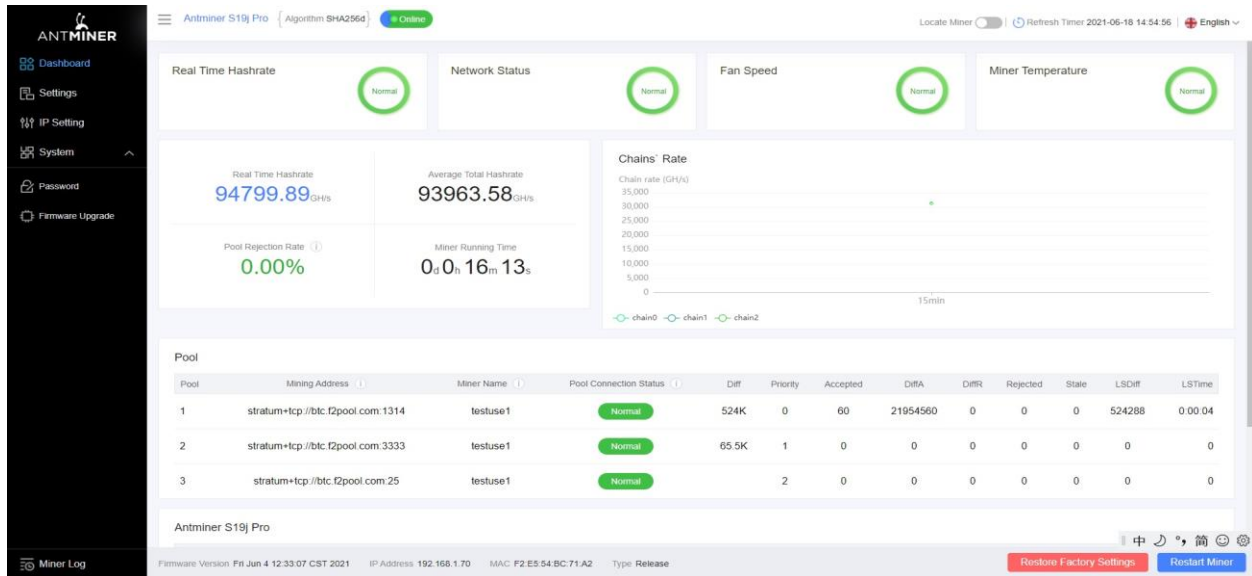 ANTMINER
Antminer S19j Pro { Algorithm SHA256d } Online
Locate Miner Refresh Timer 2021-06-18 14:54:56 English
Dashboard
Settings
IP Setting
System
Password
Firmware Upgrade
Real Time Hashrate Normal
Network Status Normal
Fan Speed Normal
Miner Temperature Normal
Real Time Hashrate
94799.89GH/s
Average Total Hashrate
93963.58GH/s
Pool Rejection Rate
0.00%
Miner Running Time
0d 0h 16m 13s
Chains` Rate
Chain rate (GH/s)
35,000
30,000
25,000
20,000
15,000
10,000
5,000
0
15min
chain0 chain1 chain2
Pool
Pool Mining Address Miner Name Pool Connection Status Diff Priority Accepted DiffA DiffR Rejected Stale LSDiff LSTime
1 stratum+tcp://btc.f2pool.com:1314 testuse1 Normal 524K 0 60 21954560 0 0 0 524288 0:00:04
2 stratum+tcp://btc.f2pool.com:3333 testuse1 Normal 65.5K 1 0 0 0 0 0 0 0
3 stratum+tcp://btc.f2pool.com:25 testuse1 Normal 2 0 0 0 0 0 0 0
Antminer S19j Pro
中 简
Miner Log
Firmware Version Fri Jun 4 12:33:07 CST 2021 IP Address 192.168.1.70 MAC F2:E5:54:BC:71:A2 Type Release
Restore Factory Settings
Restart Miner